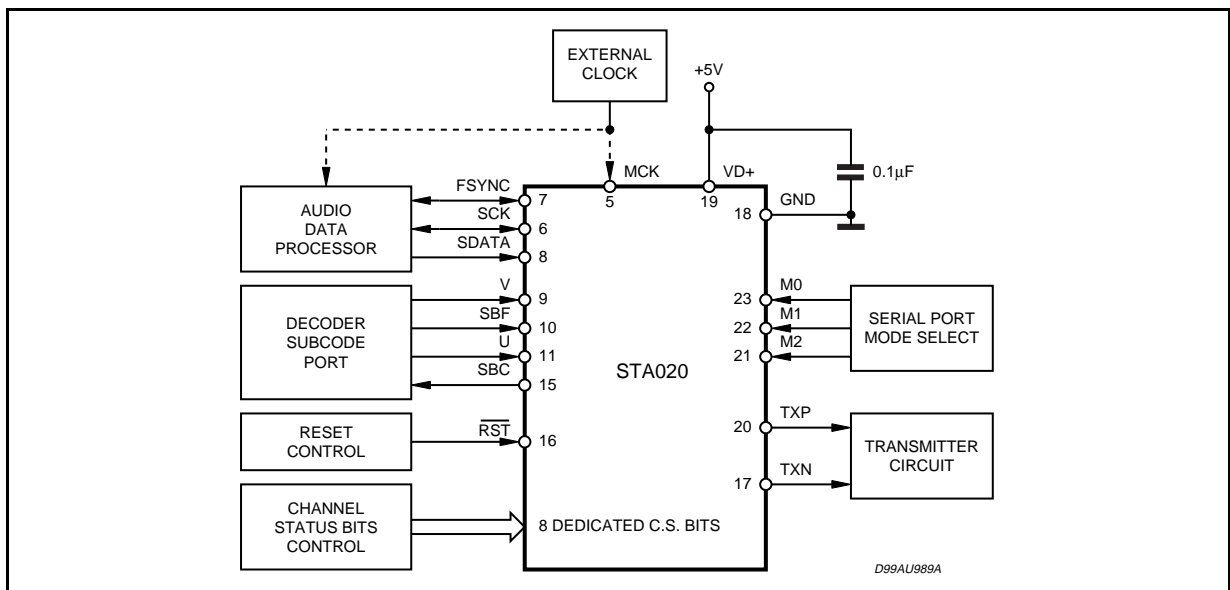 EXTERNAL
CLOCK
+5V
MCK
VD+
0.1µF
5
19
GND
18
AUDIO
DATA
PROCESSOR
FSYNC
7
SCK
6
SDATA
8
DECODER
SUBCODE
PORT
V
9
SBF
10
U
11
SBC
15
STA020
23
M0
22
M1
21
M2
SERIAL PORT
MODE SELECT
RESET
CONTROL
RST
16
20
TXP
17
TXN
TRANSMITTER
CIRCUIT
CHANNEL
STATUS BITS
CONTROL
8 DEDICATED C.S. BITS
D99AU989A